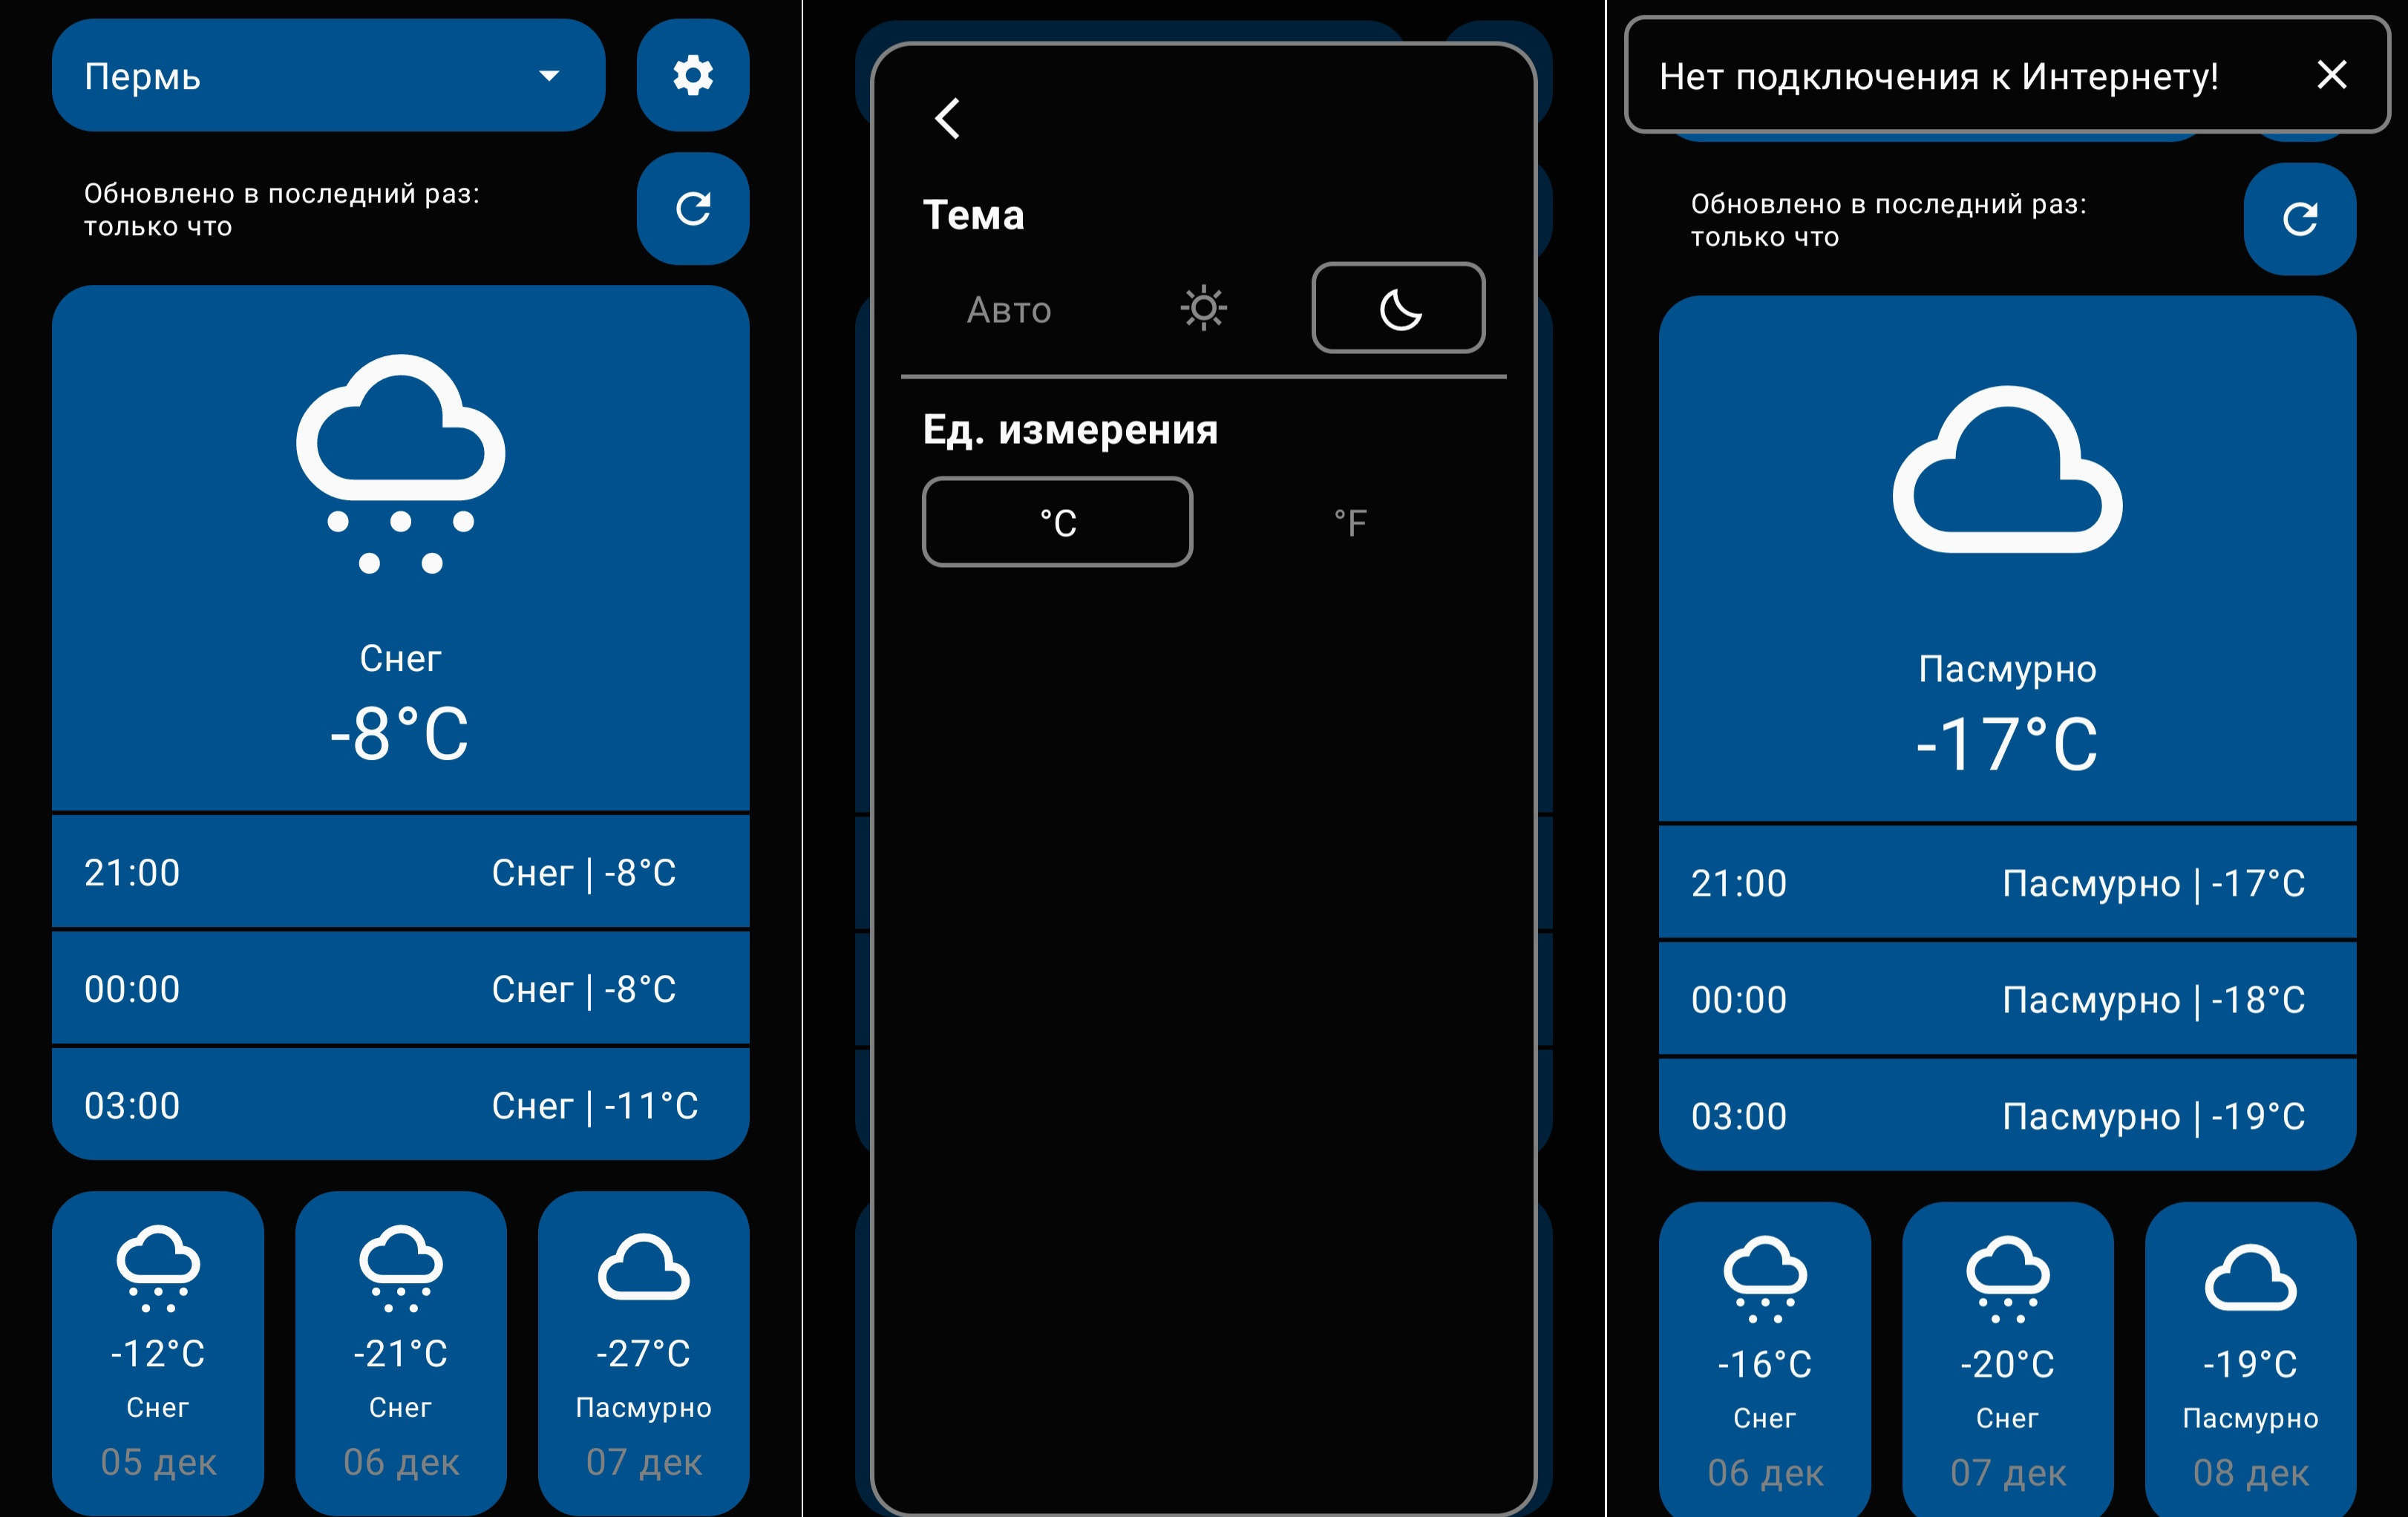 Пермь
Обновлено в последний раз:
только что
Снег
-8°C
21:00 Снег | -8°C
00:00 Снег | -8°C
03:00 Снег | -11°C
-12°C -21°C -27°C
Снег Снег Пасмурно
05 дек 06 дек 07 дек
Тема
Авто
Ед. измерения
°C °F
Нет подключения к Интернету!
Обновлено в последний раз:
только что
Пасмурно
-17°C
21:00 Пасмурно | -17°C
00:00 Пасмурно | -18°C
03:00 Пасмурно | -19°C
-16°C -20°C -19°C
Снег Снег Пасмурно
06 дек 07 дек 08 дек